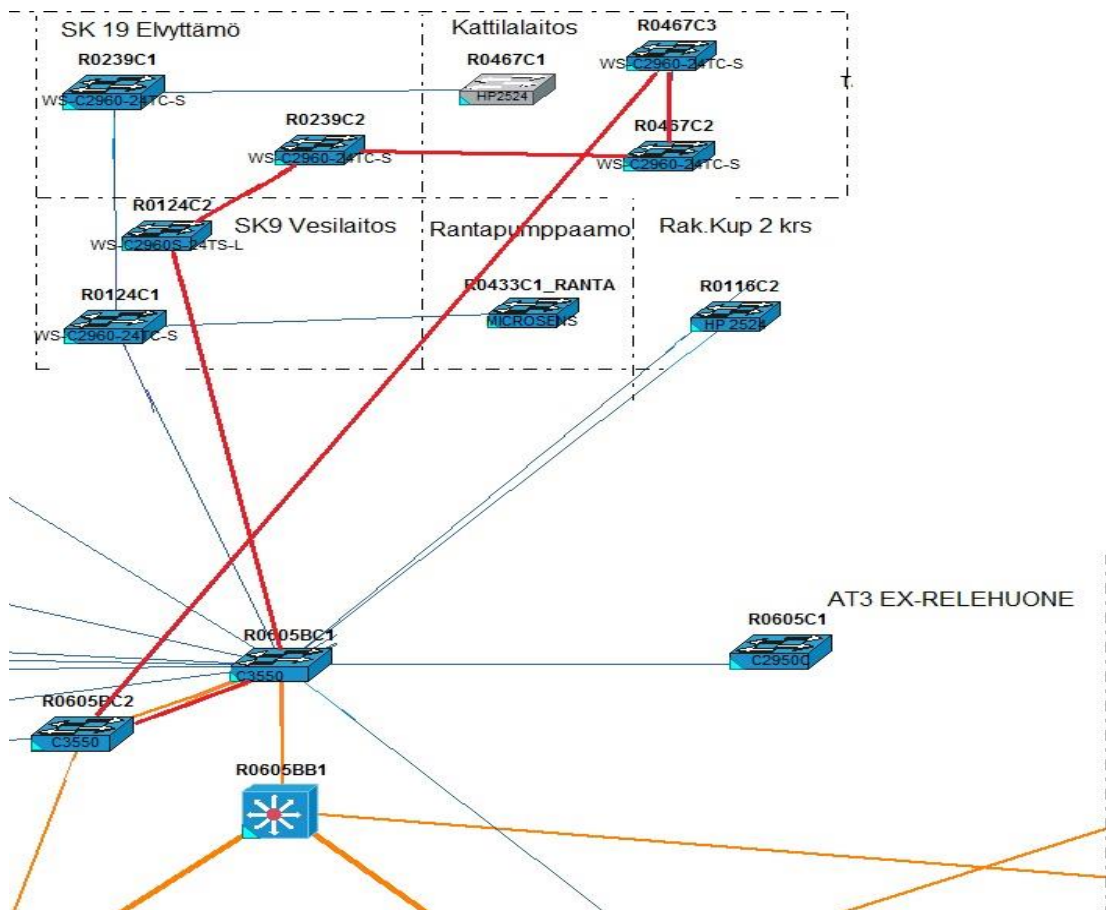 SK 19 Elvyttämö
Kattilalaitos
R0467C3
R0239C1
R0467C1
WS-C2960-24TC-S
T.
WS-C2960-24TC-S
HP2524
R0239C2
R0467C2
WS-C2960-24TC-S
WS-C2960-24TC-S
R0124C2
SK9 Vesilaitos
Rantapumppaamo
Rak.Kup 2 krs
WS-C2960S-24TS-L
R0124C1
R0433C1_RANTA
R0116C2
WS-C2960-24TC-S
MICROSENS
HP 2524
AT3 EX-RELEHUONE
R0605BC1
R0605C1
C3550
C2950C
R0605BC2
C3550
R0605BB1